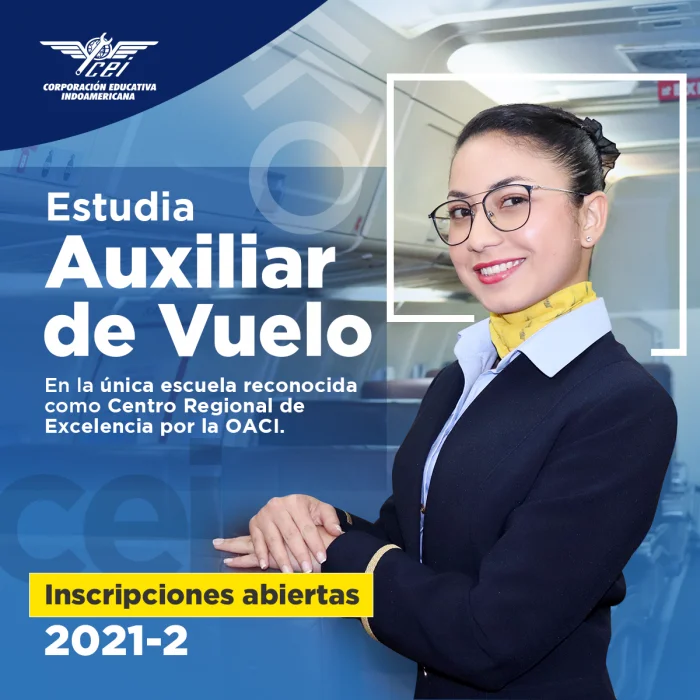 cei
CORPORACIÓN EDUCATIVA
INDOAMERICANA
Estudia
Auxiliar
de Vuelo
En la única escuela reconocida
como Centro Regional de
Excelencia por la OACI.
cei
Inscripciones abiertas
2021-2